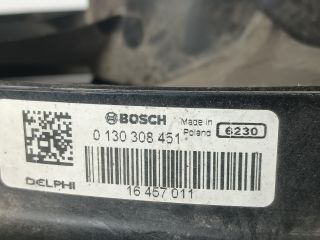 BOSCH Made in Poland 6230
0 130 308 451
DELPHI 16 457 011